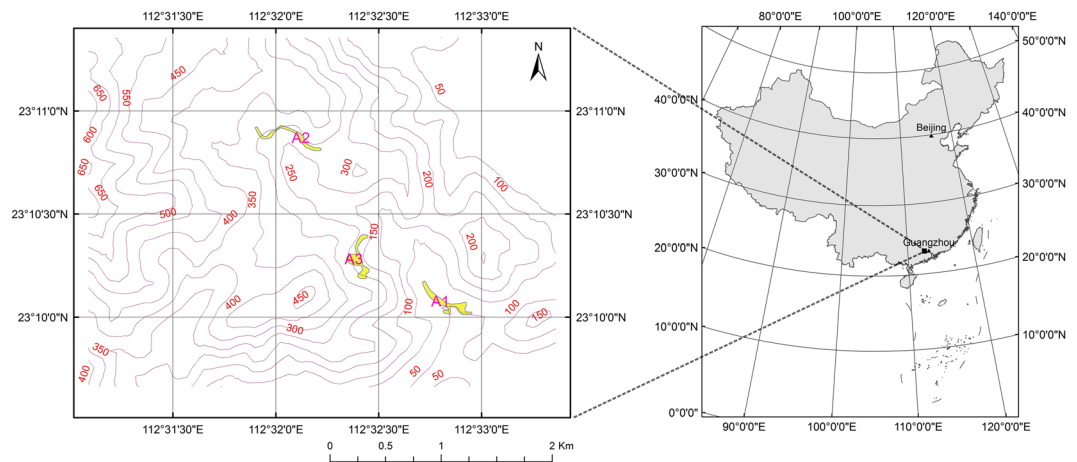 112°31'30"E 112°32'0"E 112°32'30"E 112°33'0"E
80°0'0"E 100°0'0"E 120°0'0"E 140°0'0"E
50°0'0"N
40°0'0"N
40°0'0"N
30°0'0"N
30°0'0"N
20°0'0"N
20°0'0"N
10°0'0"N
10°0'0"N
0°0'0"
90°0'0"E 100°0'0"E 110°0'0"E 120°0'0"E
Beijing
Guangzhou
N
23°11'0"N 23°11'0"N
23°10'30"N 23°10'30"N
23°10'0"N 23°10'0"N
450
650
550
50
600
A2
650
650
250
300
200
100
350
500
400
150
200
A3
400
450
A1
100
100
150
300
350
400
50
50
112°31'30"E 112°32'0"E 112°32'30"E 112°33'0"E
0 0.5 1 2 Km